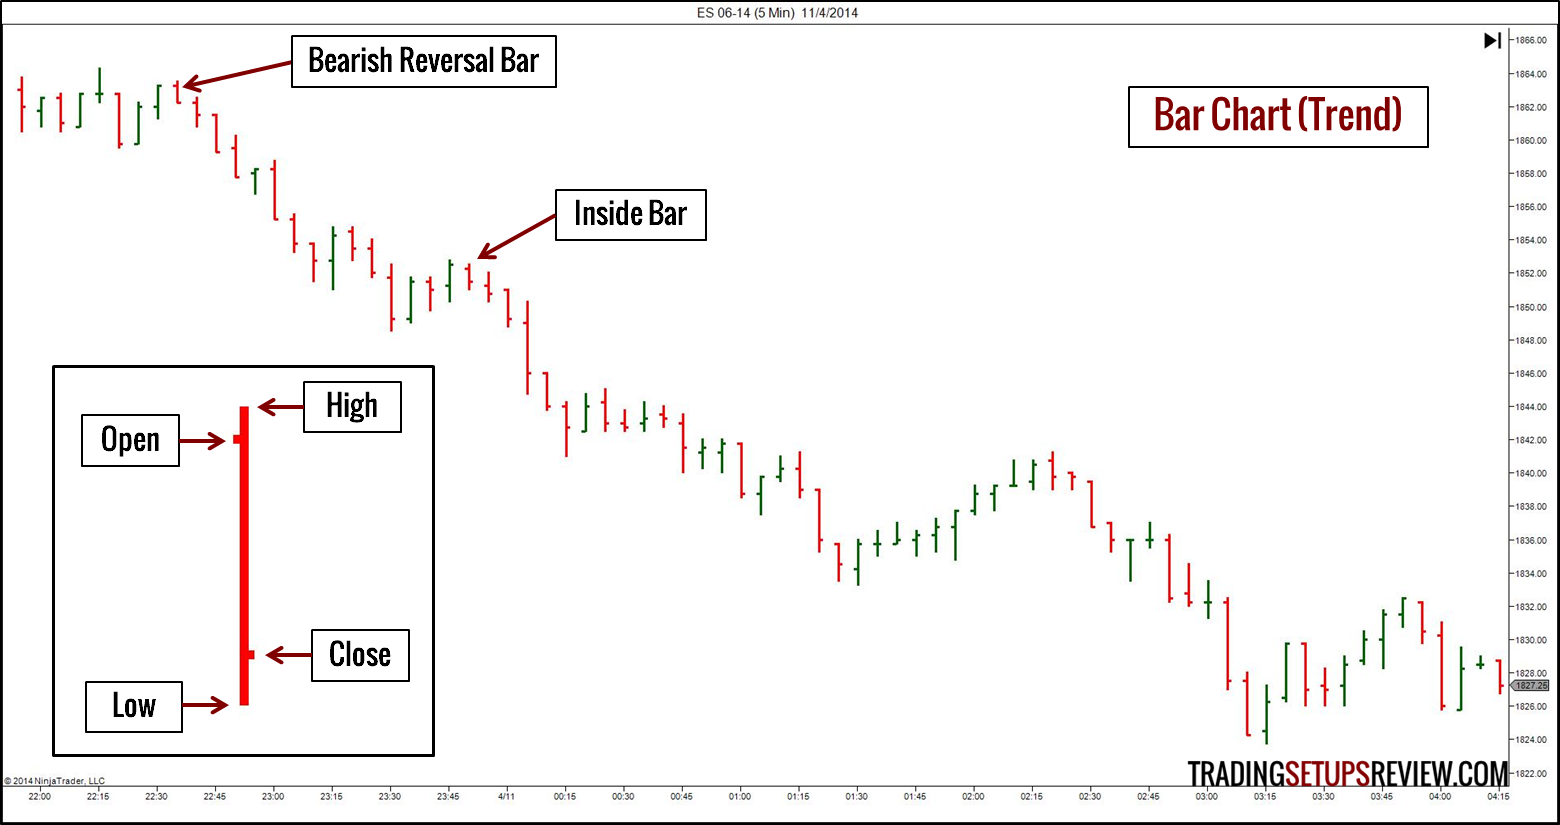 ES 06-14 (5 Min) 11/4/2014
Bearish Reversal Bar
Bar Chart (Trend)
Inside Bar
High
Open
Close
Low
1866.00
1864.00
1862.00
1860.00
1858.00
1856.00
1854.00
1852.00
1850.00
1848.00
1846.00
1844.00
1842.00
1840.00
1838.00
1836.00
1834.00
1832.00
1830.00
1828.00
1827.25
1826.00
1824.00
1822.00
TRADINGSETUPSREVIEW.COM
© 2014 NinjaTrader, LLC
22:00 22:15 22:30 22:45 23:00 23:15 23:30 23:45 4/11 00:15 00:30 00:45 01:00 01:15 01:30 01:45 02:00 02:15 02:30 02:45 03:00 03:15 03:30 03:45 04:00 04:15